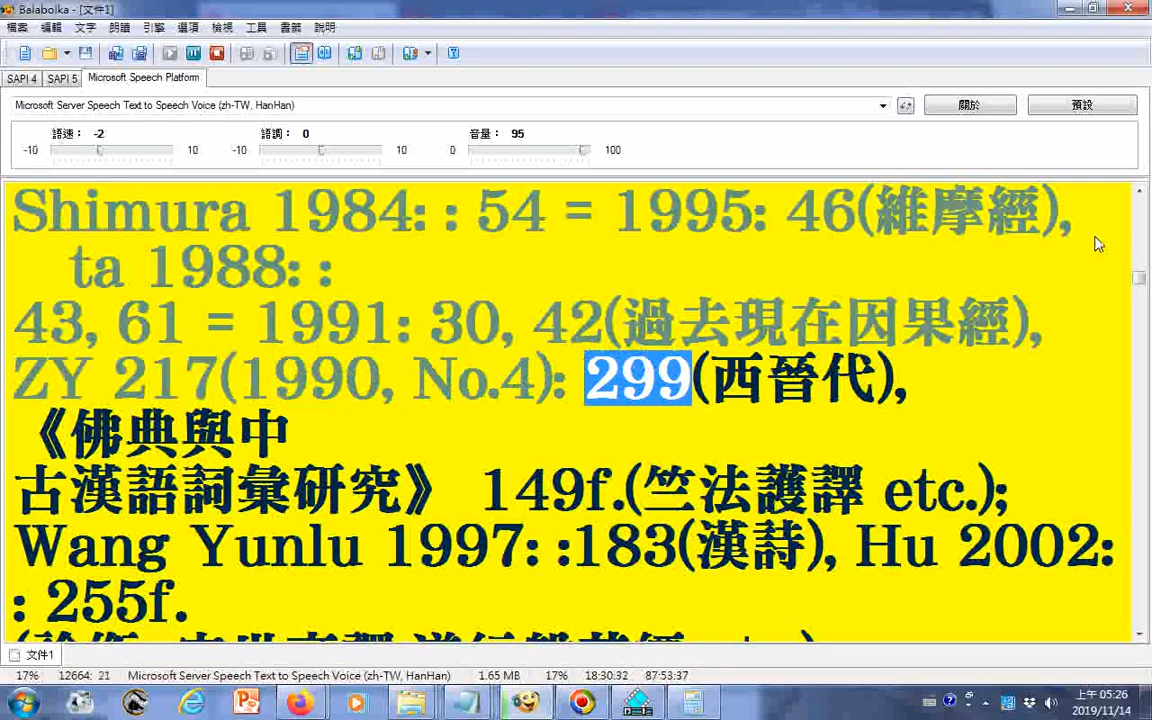 Balabolka - [文件1]
檔案 編輯 文字 朗讀 引擎 選項 檢視 工具 書籤 說明
SAPI 4 SAPI 5 Microsoft Speech Platform
Microsoft Server Speech Text to Speech Voice (zh-TW, HanHan) 關於 預設
語速： -2 語調： 0 音量： 95
-10 10 -10 10 0 100
Shimura 1984: : 54 = 1995: 46(維摩經),
ta 1988: :
43, 61 = 1991: 30, 42(過去現在因果經),
ZY 217(1990, No.4): 299(西晉代),
《佛典與中
古漢語詞彙研究》 149f.(竺法護譯 etc.);
Wang Yunlu 1997: :183(漢詩), Hu 2002:
: 255f.
文件1
17% 12664: 21 Microsoft Server Speech Text to Speech Voice (zh-TW, HanHan) 1.65 MB 17% 18:30:32 87:53:37
上午 05:26
2019/11/14